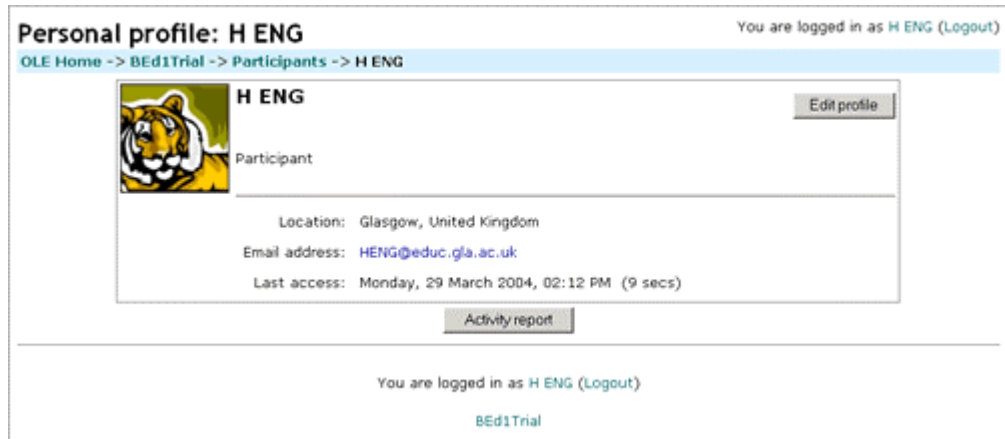 Personal profile: H ENG
You are logged in as H ENG (Logout)
OLE Home -> BEd1Trial -> Participants -> H ENG
H ENG
Edit profile
Participant
Location: Glasgow, United Kingdom
Email address: HENG@educ.gla.ac.uk
Last access: Monday, 29 March 2004, 02:12 PM (9 secs)
Activity report
You are logged in as H ENG (Logout)
BEd1Trial